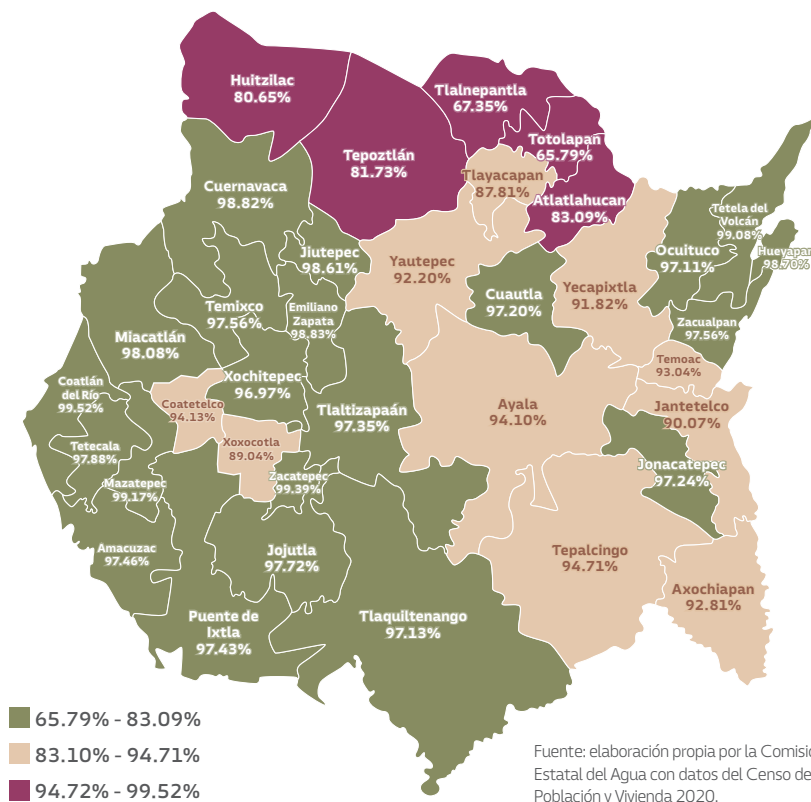 Huitzilac
80.65%
Tlalnepantla
67.35%
Totolapan
65.79%
Tepoztlán
81.73%
Tlayacapan
87.81%
Atlatlahucan
83.09%
Cuernavaca
98.82%
Tetela del
Volcán
99.08%
Hueyapan
98.70%
Ocuituco
97.11%
Jiutepec
98.61%
Yautepec
92.20%
Yecapixtla
91.82%
Cuautla
97.20%
Temixco
97.56%
Emiliano
Zapata
98.83%
Zacualpan
97.56%
Miacatlán
98.08%
Temoac
93.04%
Xochitepec
96.97%
Coatlán
del Río
99.52%
Coatetelco
94.13%
Tlaltizapaán
97.35%
Ayala
94.10%
Jantetelco
90.07%
Xoxocotla
89.04%
Tetecala
97.88%
Jonacatepec
97.24%
Zacatepec
99.39%
Mazatepec
99.17%
Amacuzac
97.46%
Jojutla
97.72%
Tepalcingo
94.71%
Axochiapan
92.81%
Puente de
Ixtla
97.43%
Tlaquiltenango
97.13%
65.79% - 83.09%
83.10% - 94.71%
94.72% - 99.52%
Fuente: elaboración propia por la Comisió
Estatal del Agua con datos del Censo de
Población y Vivienda 2020.